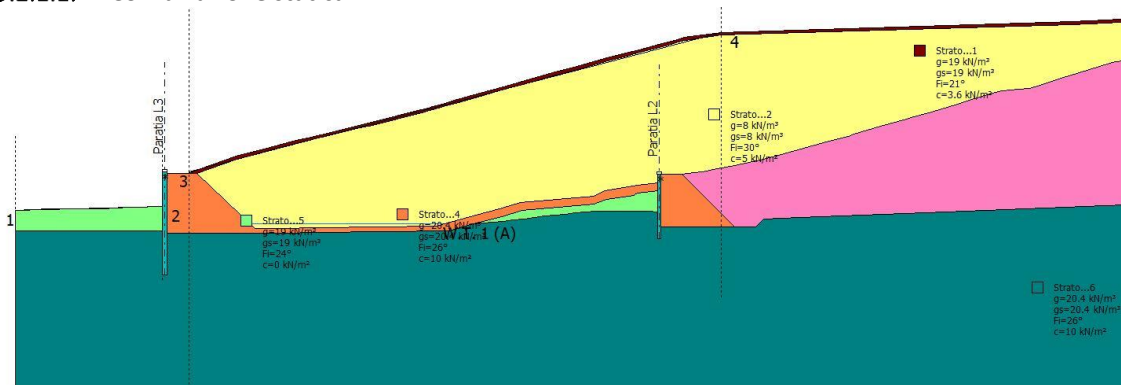 Paratia L3
Paratia L2
1
2
3
4
Strato...1
g=19 kN/m³
gs=19 kN/m³
Fi=21°
c=3.6 kN/m²
Strato...2
g=8 kN/m³
gs=8 kN/m³
Fi=30°
c=5 kN/m²
Strato...5
g=19 kN/m³
gs=19 kN/m³
Fi=24°
c=0 kN/m²
Strato...4
Fi=26°
c=10 kN/m²
W.T. 1 (A)
Strato...6
g=20.4 kN/m³
gs=20.4 kN/m³
Fi=26°
c=10 kN/m²